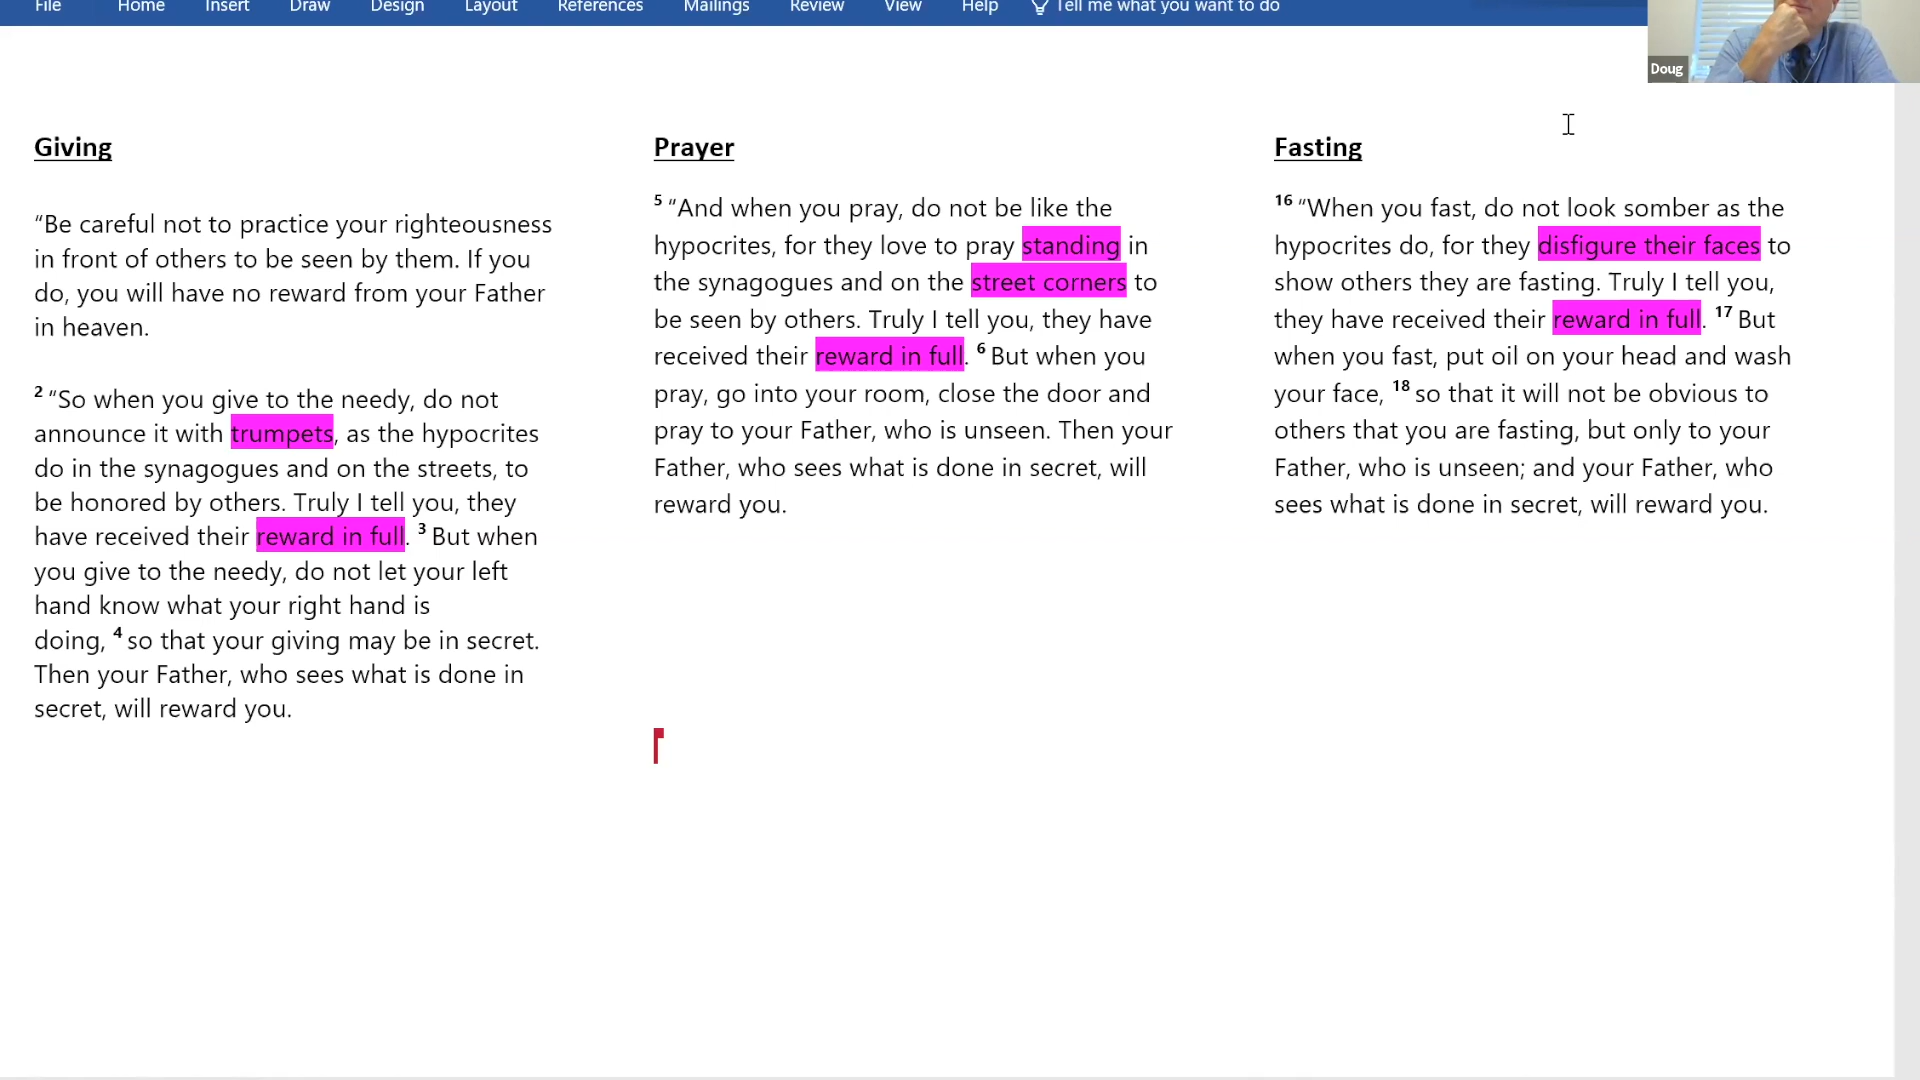 File Home Insert Draw Design Layout References Mailings Review View Help Tell me what you want to do
Doug
Giving
“Be careful not to practice your righteousness
in front of others to be seen by them. If you
do, you will have no reward from your Father
in heaven.
2 “So when you give to the needy, do not
announce it with trumpets, as the hypocrites
do in the synagogues and on the streets, to
be honored by others. Truly I tell you, they
have received their reward in full. 3 But when
you give to the needy, do not let your left
hand know what your right hand is
doing, 4 so that your giving may be in secret.
Then your Father, who sees what is done in
secret, will reward you.
Prayer
5 “And when you pray, do not be like the
hypocrites, for they love to pray standing in
the synagogues and on the street corners to
be seen by others. Truly I tell you, they have
received their reward in full. 6 But when you
pray, go into your room, close the door and
pray to your Father, who is unseen. Then your
Father, who sees what is done in secret, will
reward you.
Fasting
16 “When you fast, do not look somber as the
hypocrites do, for they disfigure their faces to
show others they are fasting. Truly I tell you,
they have received their reward in full. 17 But
when you fast, put oil on your head and wash
your face, 18 so that it will not be obvious to
others that you are fasting, but only to your
Father, who is unseen; and your Father, who
sees what is done in secret, will reward you.